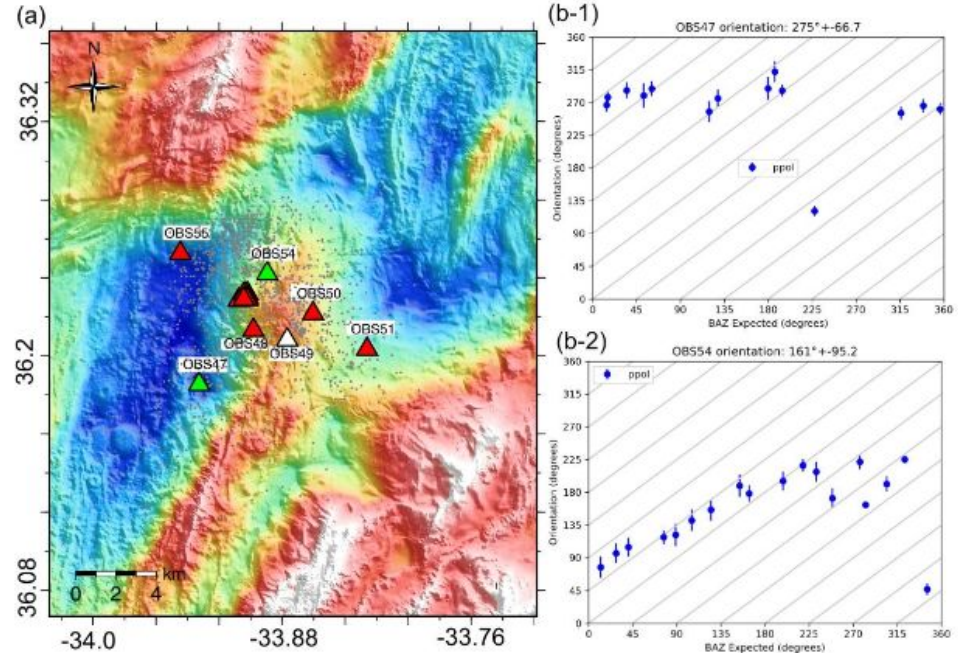 (a)
N
36.32
36.2
36.08
OBS55
OBS54
OBS50
OBS51
OBS48
OBS49
OBS47
km
0 2 4
-34.0 -33.88 -33.76
(b-1)
OBS47 orientation: 275°+-66.7
Orientation (degrees)
360
315
270
225
180
135
90
45
0
ppol
0 45 90 135 180 225 270 315 360
BAZ Expected (degrees)
(b-2)
OBS54 orientation: 161°+-95.2
Orientation (degrees)
360
315
270
225
180
135
90
45
0
ppol
0 45 90 135 180 225 270 315 360
BAZ Expected (degrees)